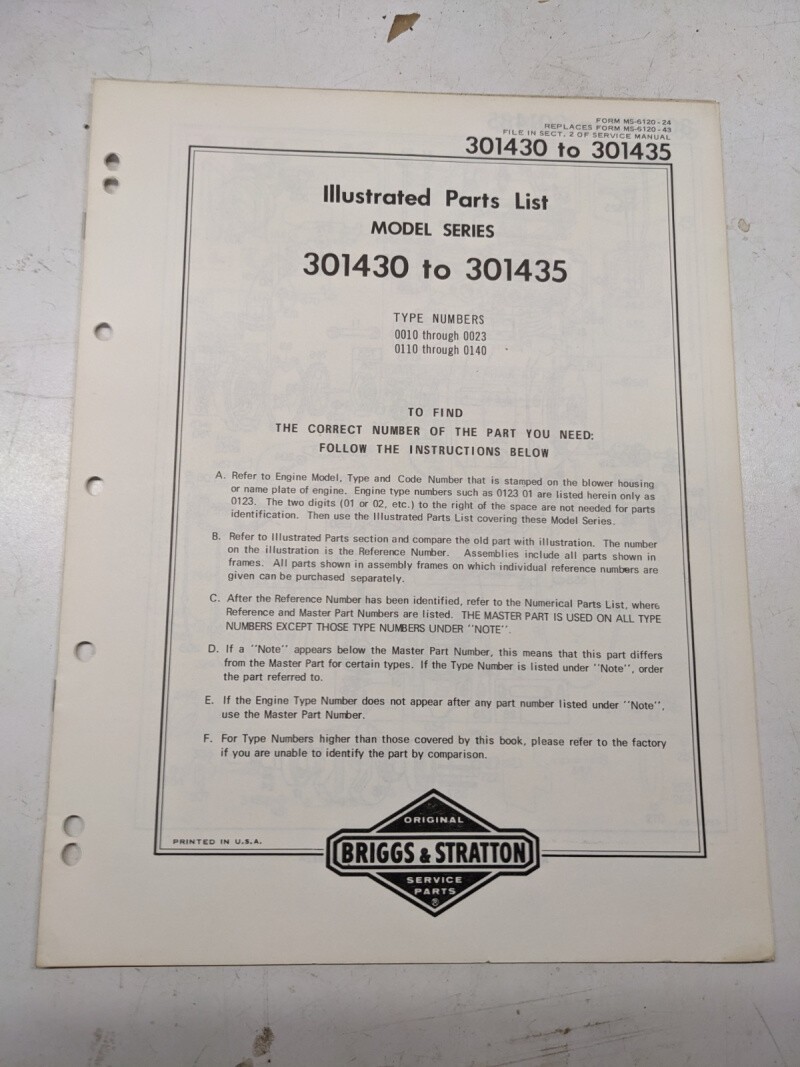 FORM MS-6120-24
REPLACES FORM MS-6120-43
FILE IN SECT. 2 OF SERVICE MANUAL
301430 to 301435
Illustrated Parts List
MODEL SERIES
301430 to 301435
TYPE NUMBERS
0010 through 0023
0110 through 0140
TO FIND
THE CORRECT NUMBER OF THE PART YOU NEED:
FOLLOW THE INSTRUCTIONS BELOW
A. Refer to Engine Model, Type and Code Number that is stamped on the blower housing
or name plate of engine. Engine type numbers such as 0123 01 are listed herein only as
0123. The two digits (01 or 02, etc.) to the right of the space are not needed for parts
identification. Then use the Illustrated Parts List covering these Model Series.
B. Refer to Illustrated Parts section and compare the old part with illustration. The number
on the illustration is the Reference Number. Assemblies include all parts shown in
frames. All parts shown in assembly frames on which individual reference numbers are
given can be purchased separately.
C. After the Reference Number has been identified, refer to the Numerical Parts List, where
Reference and Master Part Numbers are listed. THE MASTER PART IS USED ON ALL TYPE
NUMBERS EXCEPT THOSE TYPE NUMBERS UNDER "NOTE".
D. If a "Note" appears below the Master Part Number, this means that this part differs
from the Master Part for certain types. If the Type Number is listed under "Note", order
the part referred to.
E. If the Engine Type Number does not appear after any part number listed under "Note",
use the Master Part Number.
F. For Type Numbers higher than those covered by this book, please refer to the factory
if you are unable to identify the part by comparison.
PRINTED IN U.S.A.
ORIGINAL
BRIGGS & STRATTON
SERVICE
PARTS
®